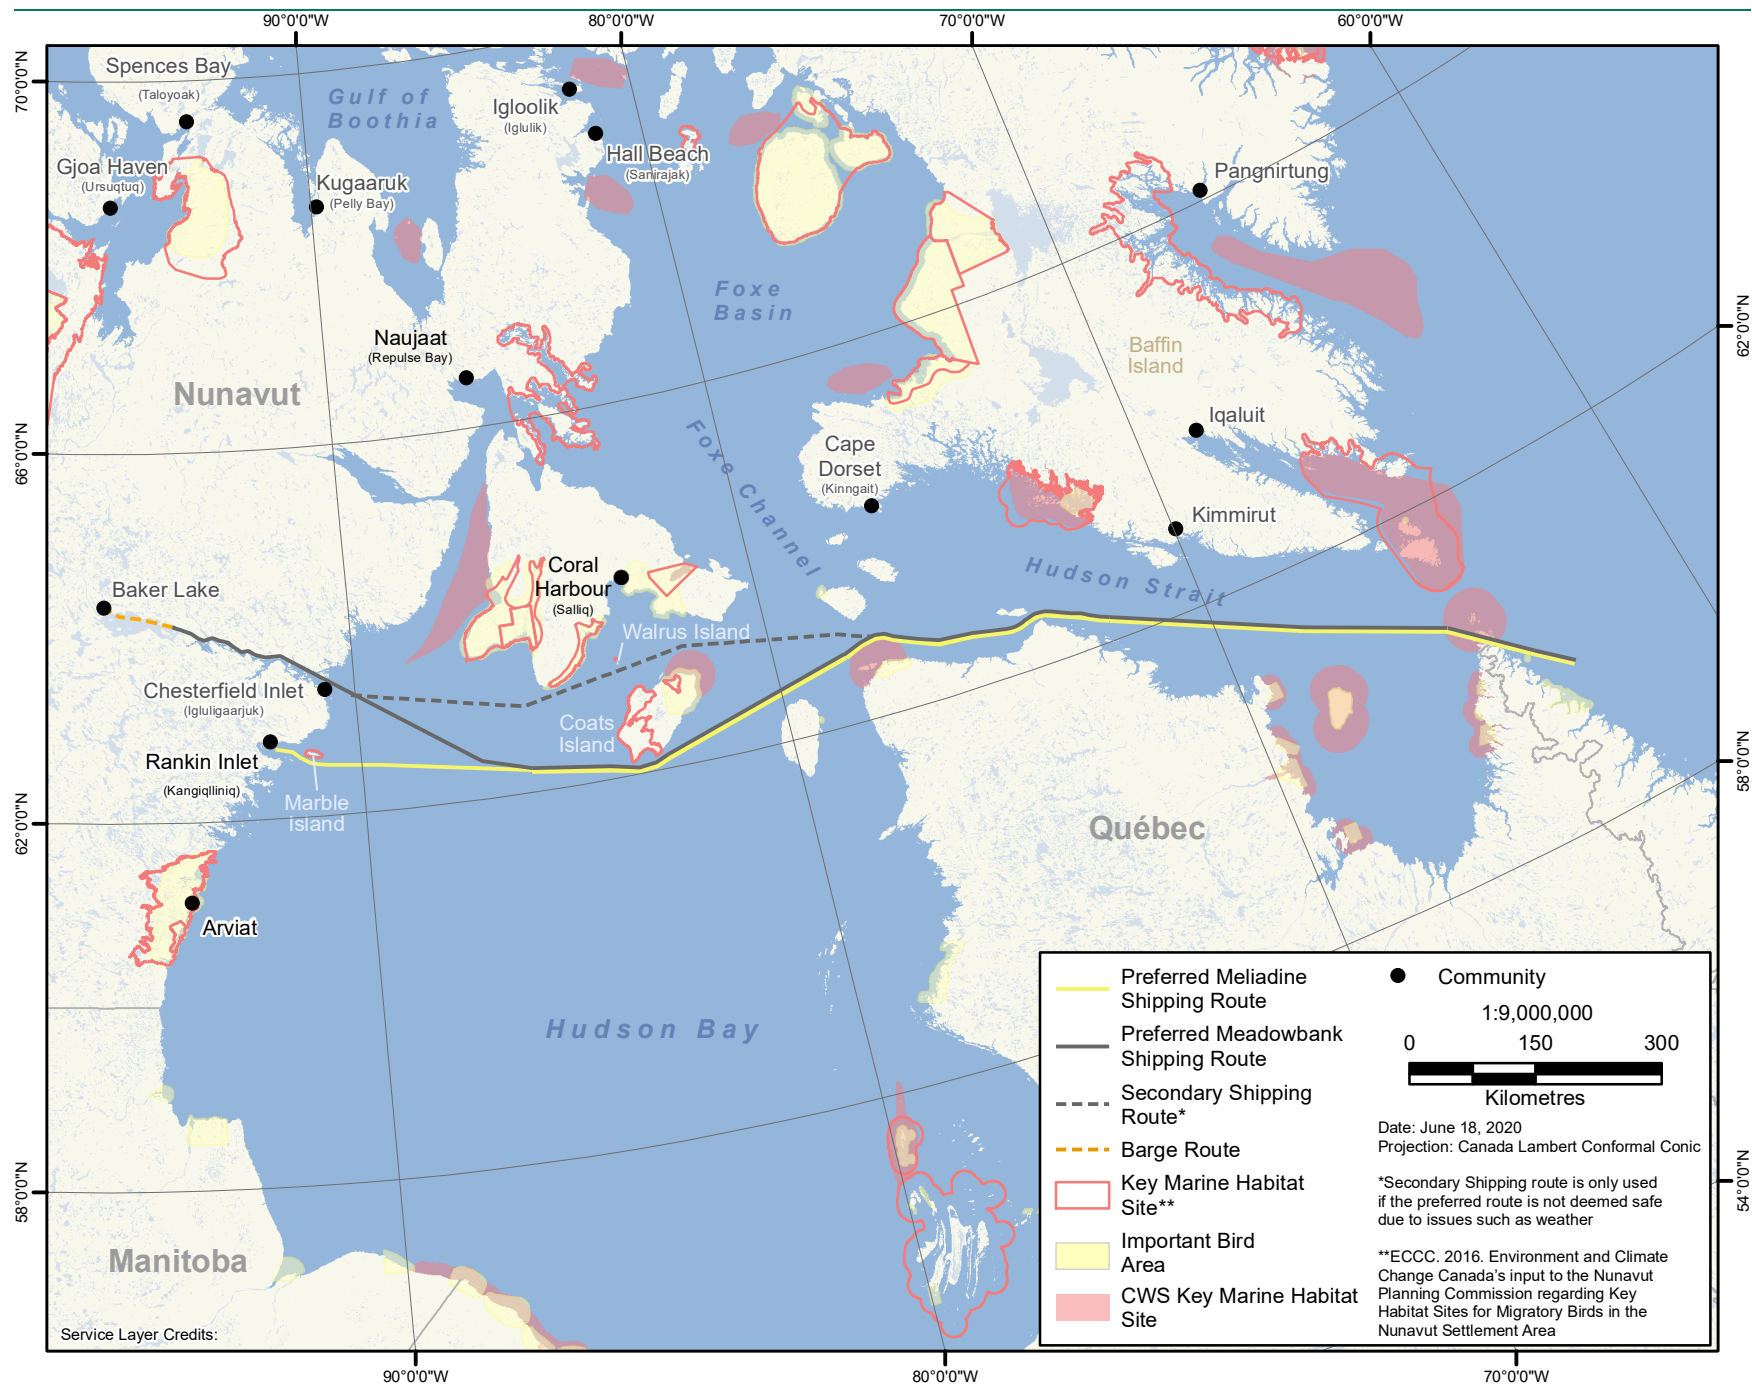 90°0'0"W
80°0'0"W
70°0'0"W
60°0'0"W
70°0'0"N
66°0'0"N
62°0'0"N
58°0'0"N
62°0'0"N
58°0'0"N
54°0'0"N
90°0'0"W
80°0'0"W
70°0'0"W
Spences Bay
(Taloyoak)
Gulf of
Boothia
Igloolik
(Iglulik)
Hall Beach
(Sanirajak)
Gjoa Haven
(Ursuqtuq)
Kugaaruk
(Pelly Bay)
Pangnirtung
Foxe
Basin
Naujaat
(Repulse Bay)
Nunavut
Baffin
Island
Iqaluit
Cape
Dorset
(Kinngait)
Foxe Channel
Kimmirut
Hudson Strait
Coral
Harbour
(Salliq)
Baker Lake
Walrus Island
Chesterfield Inlet
(Igluligaarjuk)
Coats
Island
Rankin Inlet
(Kangiqlliniq)
Marble
Island
Québec
Arviat
Hudson Bay
Manitoba
Service Layer Credits:
Preferred Meliadine
Shipping Route
Preferred Meadowbank
Shipping Route
Secondary Shipping
Route*
Barge Route
Key Marine Habitat
Site**
Important Bird
Area
CWS Key Marine Habitat
Site
Community
1:9,000,000
0 150 300
Kilometres
Date: June 18, 2020
Projection: Canada Lambert Conformal Conic
*Secondary Shipping route is only used
if the preferred route is not deemed safe
due to issues such as weather
**ECCC. 2016. Environment and Climate
Change Canada's input to the Nunavut
Planning Commission regarding Key
Habitat Sites for Migratory Birds in the
Nunavut Settlement Area